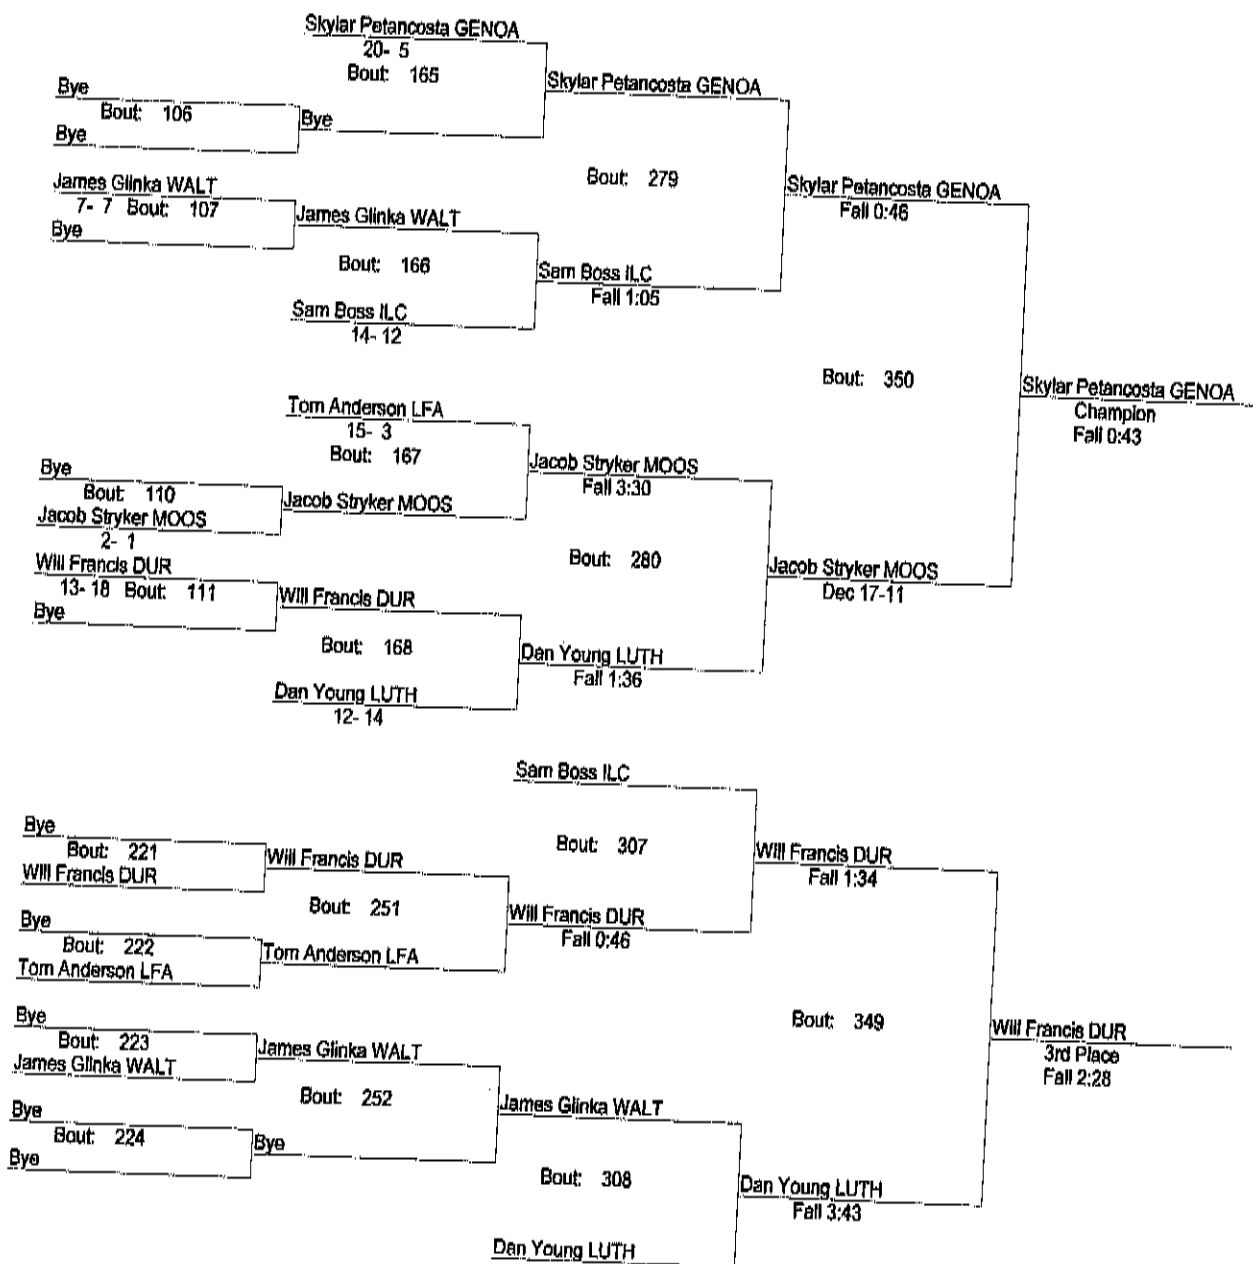 Skylar Petancosta GENOA
20- 5
Bout: 165
Skylar Petancosta GENOA
Bye
Bout: 106
Bye
Bye
Bout: 279
James Glinka WALT
7- 7 Bout: 107
Skylar Petancosta GENOA
Fall 0:46
James Glinka WALT
Bye
Bout: 166
Sam Boss ILC
Fall 1:05
Sam Boss ILC
14- 12
Bout: 350
Skylar Petancosta GENOA
Champion
Fall 0:43
Tom Anderson LFA
15- 3
Bout: 167
Jacob Stryker MOOS
Fall 3:30
Bye
Bout: 110
Jacob Stryker MOOS
Jacob Stryker MOOS
2- 1
Will Francis DUR
13- 18 Bout: 111
Bout: 280
Jacob Stryker MOOS
Dec 17-11
Will Francis DUR
Bye
Bout: 168
Dan Young LUTH
Fall 1:36
Dan Young LUTH
12- 14
Sam Boss ILC
Bye
Bout: 221
Bout: 307
Will Francis DUR
Fall 1:34
Will Francis DUR
Will Francis DUR
Bout: 251
Will Francis DUR
Fall 0:46
Bye
Bout: 222
Tom Anderson LFA
Tom Anderson LFA
Bye
Bout: 223
Bout: 349
Will Francis DUR
3rd Place
Fall 2:28
James Glinka WALT
James Glinka WALT
Bout: 252
James Glinka WALT
Bye
Bout: 224
Bye
Bye
Bout: 308
Dan Young LUTH
Fall 3:43
Dan Young LUTH